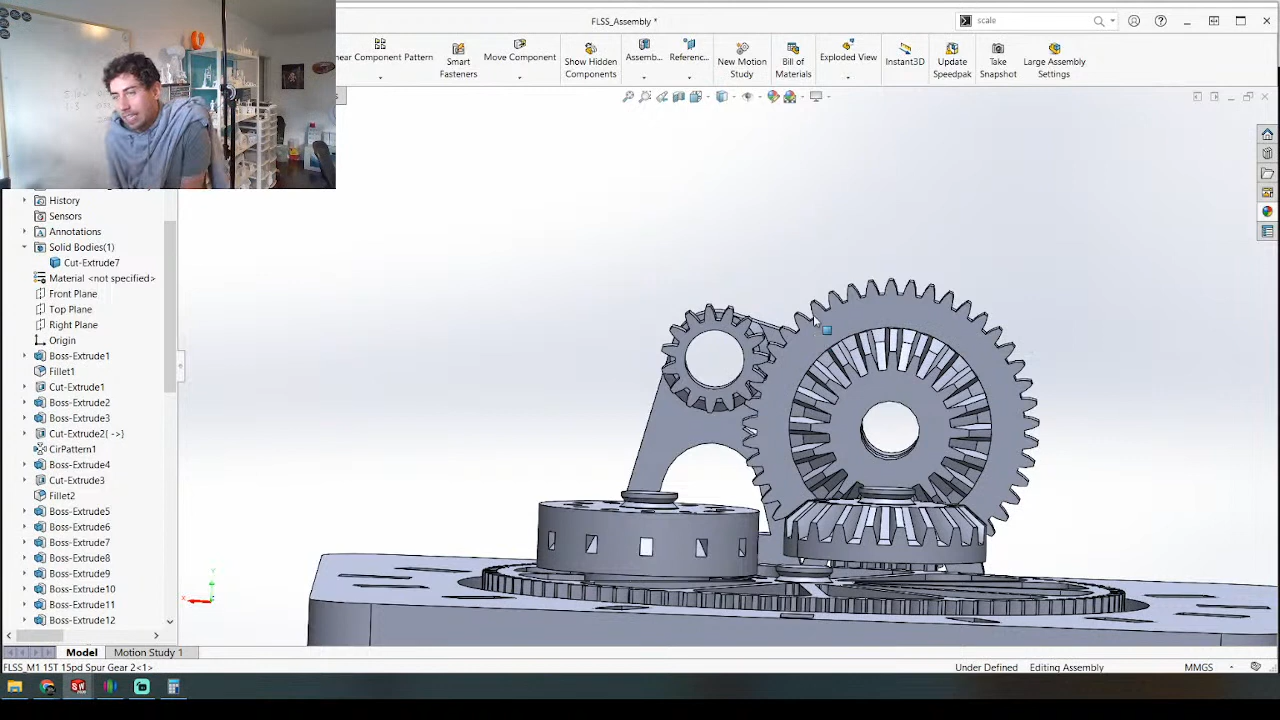 FLSS_Assembly *
scale
near Component Pattern
Smart
Fasteners
Move Component
Show Hidden
Components
Assemb...
Referenc...
New Motion
Study
Bill of
Materials
Exploded View
Instant3D
Update
Speedpak
Take
Snapshot
Large Assembly
Settings
History
Sensors
Annotations
Solid Bodies(1)
Cut-Extrude7
Material <not specified>
Front Plane
Top Plane
Right Plane
Origin
Boss-Extrude1
Fillet1
Cut-Extrude1
Boss-Extrude2
Boss-Extrude3
Cut-Extrude2{ ->}
CirPattern1
Boss-Extrude4
Cut-Extrude3
Fillet2
Boss-Extrude5
Boss-Extrude6
Boss-Extrude7
Boss-Extrude8
Boss-Extrude9
Boss-Extrude10
Boss-Extrude11
Boss-Extrude12
Model
Motion Study 1
FLSS_M1 15T 15pd Spur Gear 2<1>
Under Defined
Editing Assembly
MMGS